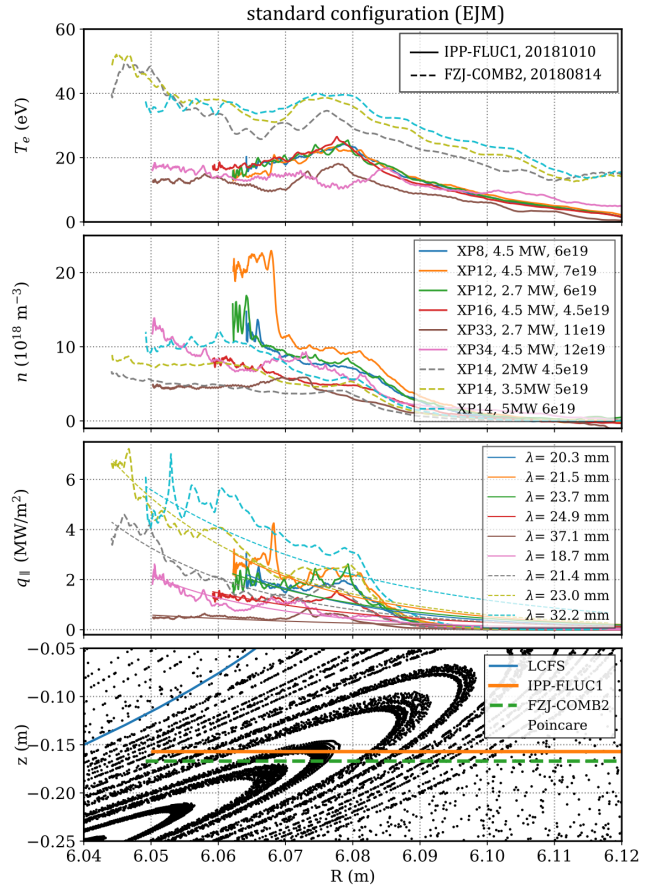 standard configuration (EJM)
60
40
20
0
Tₑ (eV)
IPP-FLUC1, 20181010
FZJ-COMB2, 20180814
20
10
0
n (10¹⁸ m⁻³)
XP8, 4.5 MW, 6e19
XP12, 4.5 MW, 7e19
XP12, 2.7 MW, 6e19
XP16, 4.5 MW, 4.5e19
XP33, 2.7 MW, 11e19
XP34, 4.5 MW, 12e19
XP14, 2MW 4.5e19
XP14, 3.5MW 5e19
XP14, 5MW 6e19
6
4
2
0
q∥ (MW/m²)
λ= 20.3 mm
λ= 21.5 mm
λ= 23.7 mm
λ= 24.9 mm
λ= 37.1 mm
λ= 18.7 mm
λ= 21.4 mm
λ= 23.0 mm
λ= 32.2 mm
−0.05
−0.10
−0.15
−0.20
−0.25
z (m)
LCFS
IPP-FLUC1
FZJ-COMB2
Poincare
6.04 6.05 6.06 6.07 6.08 6.09 6.10 6.11 6.12
R (m)